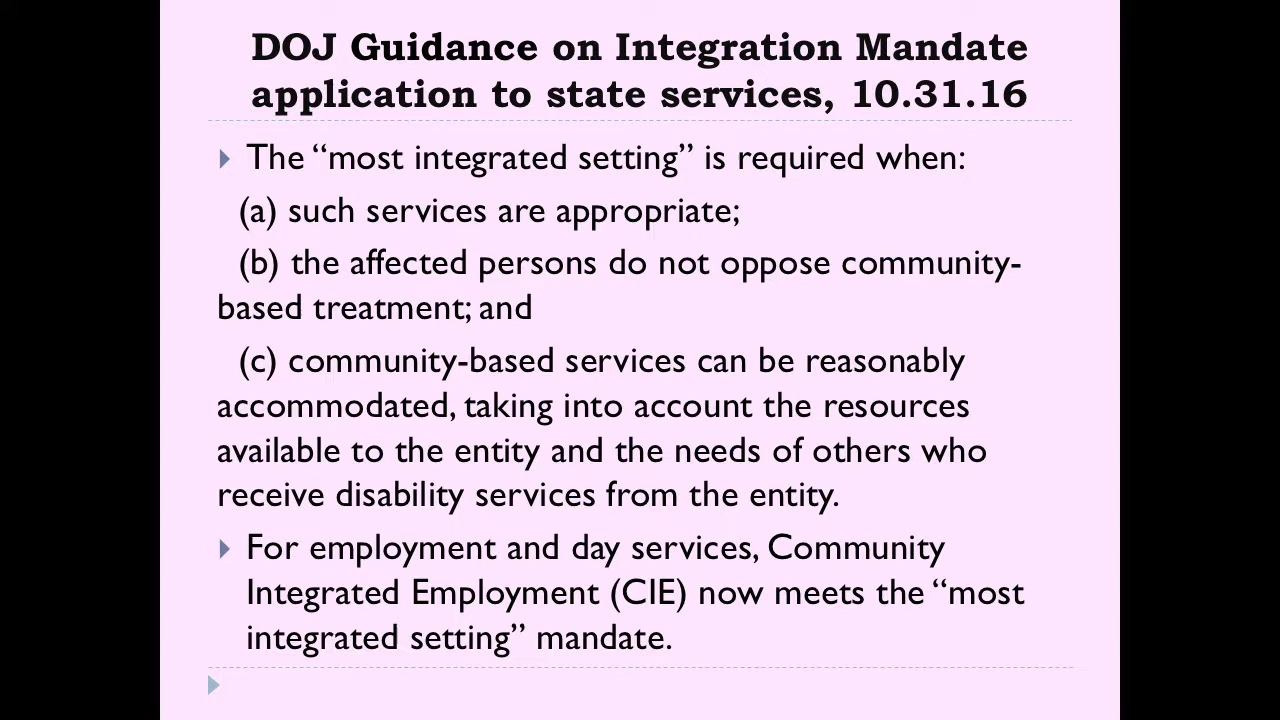 DOJ Guidance on Integration Mandate
application to state services, 10.31.16
The “most integrated setting” is required when:
(a) such services are appropriate;
(b) the affected persons do not oppose community-
based treatment; and
(c) community-based services can be reasonably
accommodated, taking into account the resources
available to the entity and the needs of others who
receive disability services from the entity.
For employment and day services, Community
Integrated Employment (CIE) now meets the “most
integrated setting” mandate.